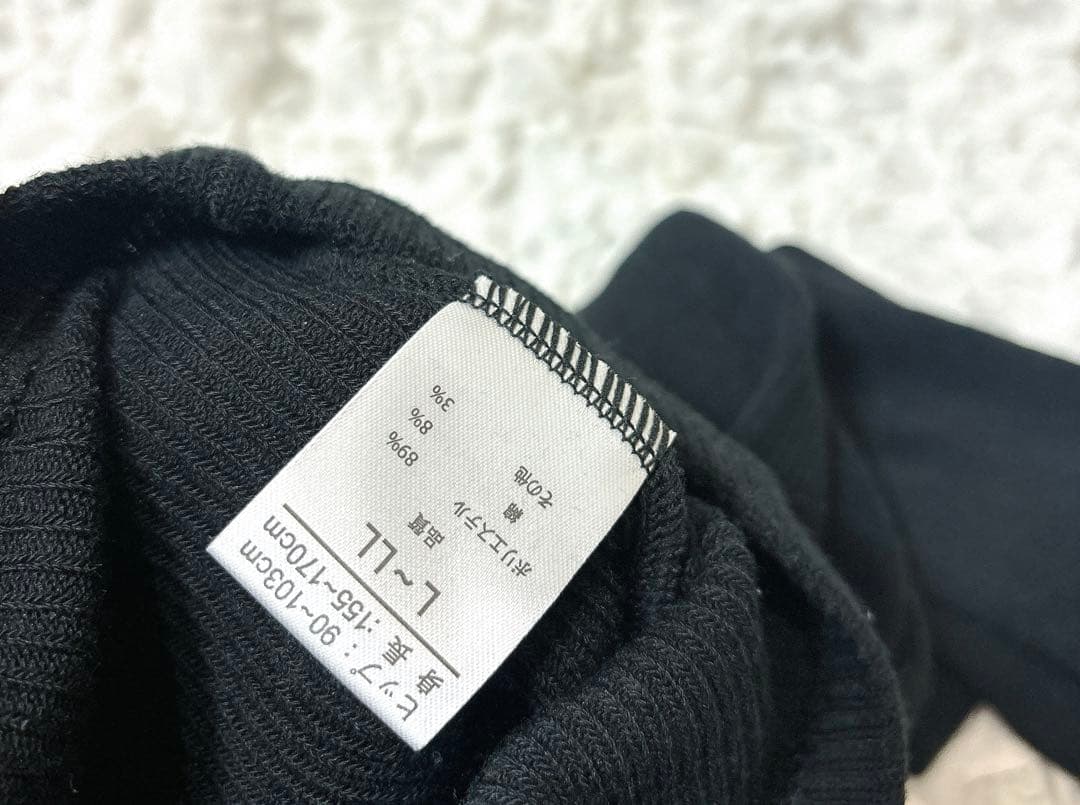 ヒップ：90~103cm
身長:155~170cm
L~LL
品質
ポリエステル 89%
綿 8%
その他 3%